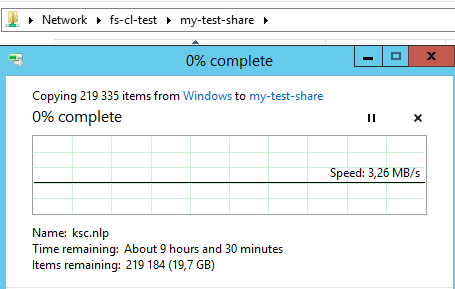 Network fs-cl-test my-test-share
0% complete
Copying 219 335 items from Windows to my-test-share
0% complete
Speed: 3,26 MB/s
Name: ksc.nlp
Time remaining: About 9 hours and 30 minutes
Items remaining: 219 184 (19,7 GB)